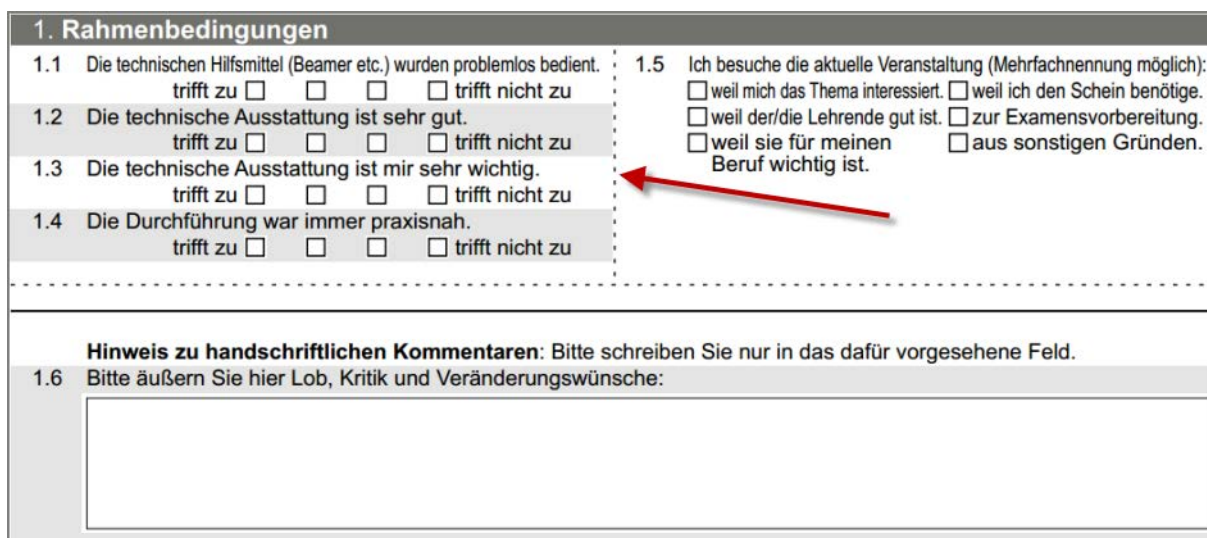 1. Rahmenbedingungen
1.1 Die technischen Hilfsmittel (Beamer etc.) wurden problemlos bedient.
trifft zu trifft nicht zu
1.2 Die technische Ausstattung ist sehr gut.
trifft zu trifft nicht zu
1.3 Die technische Ausstattung ist mir sehr wichtig.
trifft zu trifft nicht zu
1.4 Die Durchführung war immer praxisnah.
trifft zu trifft nicht zu
1.5 Ich besuche die aktuelle Veranstaltung (Mehrfachnennung möglich):
weil mich das Thema interessiert. weil ich den Schein benötige.
weil der/die Lehrende gut ist. zur Examensvorbereitung.
weil sie für meinen aus sonstigen Gründen.
Beruf wichtig ist.
Hinweis zu handschriftlichen Kommentaren: Bitte schreiben Sie nur in das dafür vorgesehene Feld.
1.6 Bitte äußern Sie hier Lob, Kritik und Veränderungswünsche: